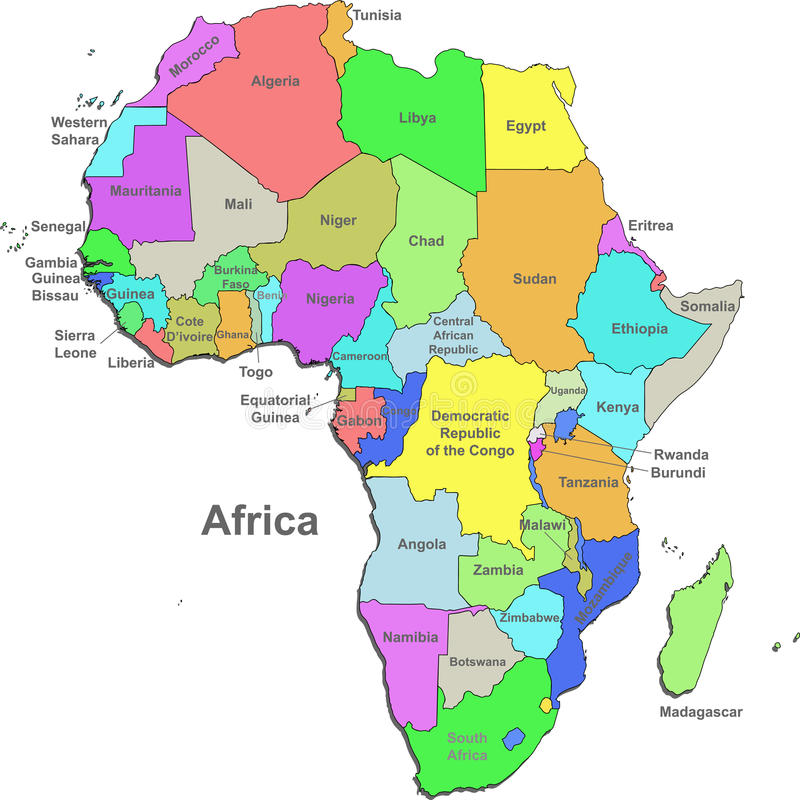 Tunisia
Morocco
Algeria
Libya
Egypt
Western
Sahara
Mauritania
Mali
Niger
Chad
Sudan
Eritrea
Senegal
Gambia
Guinea
Bissau
Guinea
Burkina
Faso
Benin
Nigeria
Somalia
Ethiopia
Sierra
Leone
Liberia
Cote
D'ivoire
Ghana
Togo
Cameroon
Central
African
Republic
Equatorial
Guinea
Gabon
Congo
Democratic
Republic
of the Congo
Uganda
Kenya
Rwanda
Burundi
Tanzania
Africa
Angola
Malawi
Zambia
Mozambique
Zimbabwe
Namibia
Botswana
Madagascar
South
Africa